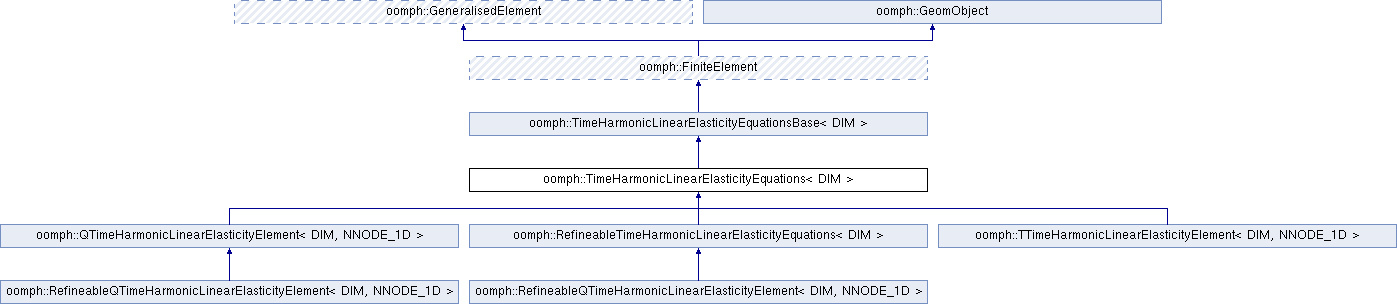 oomph::GeneralisedElement
oomph::GeomObject
oomph::FiniteElement
oomph::TimeHarmonicLinearElasticityEquationsBase< DIM >
oomph::TimeHarmonicLinearElasticityEquations< DIM >
oomph::QTimeHarmonicLinearElasticityElement< DIM, NNODE_1D >
oomph::RefineableTimeHarmonicLinearElasticityEquations< DIM >
oomph::TTimeHarmonicLinearElasticityElement< DIM, NNODE_1D >
oomph::RefineableQTimeHarmonicLinearElasticityElement< DIM, NNODE_1D >
oomph::RefineableQTimeHarmonicLinearElasticityElement< DIM, NNODE_1D >